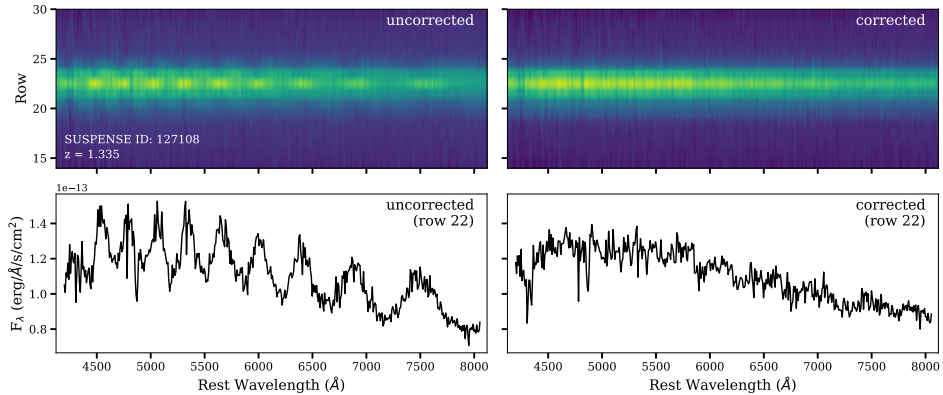 30
25
20
15
Row
uncorrected
SUSPENSE ID: 127108
z = 1.335
corrected
1e−13
1.4
1.2
1.0
0.8
F_λ (erg/Å/s/cm²)
uncorrected
(row 22)
4500 5000 5500 6000 6500 7000 7500 8000
Rest Wavelength (Å)
corrected
(row 22)
4500 5000 5500 6000 6500 7000 7500 8000
Rest Wavelength (Å)